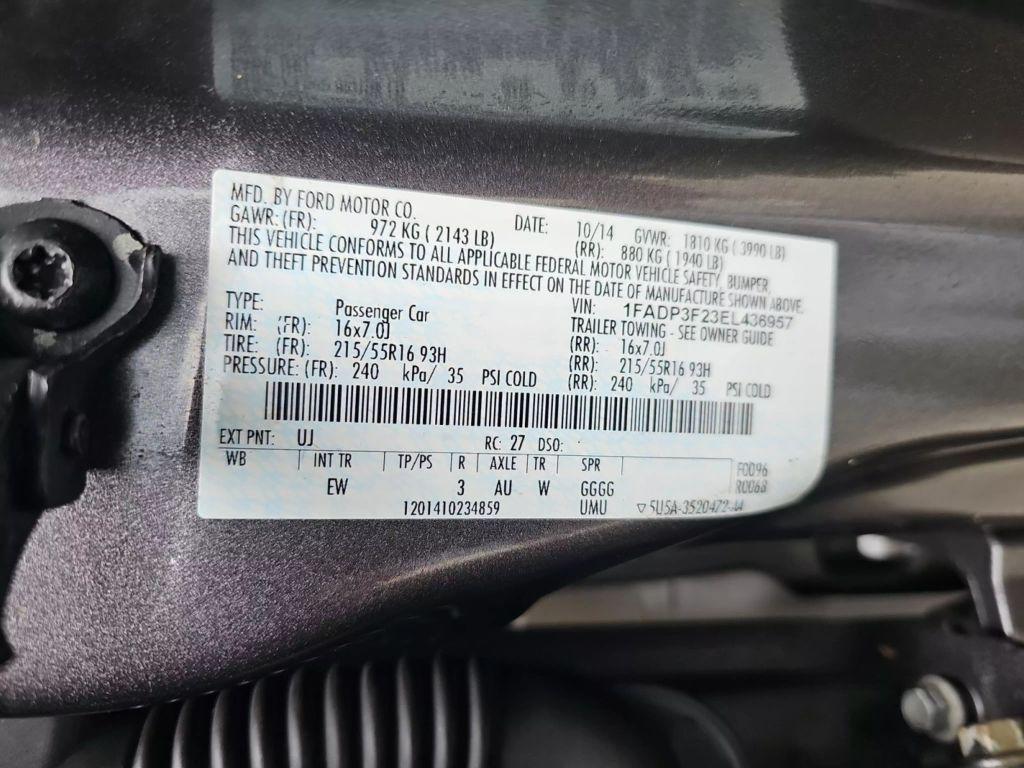 MFD. BY FORD MOTOR CO. DATE: 10/14 GVWR: 1810 KG ( 3990 LB)
GAWR: (FR): 972 KG ( 2143 LB) (RR): 880 KG ( 1940 LB)
THIS VEHICLE CONFORMS TO ALL APPLICABLE FEDERAL MOTOR VEHICLE SAFETY, BUMPER,
AND THEFT PREVENTION STANDARDS IN EFFECT ON THE DATE OF MANUFACTURE SHOWN ABOVE.
VIN: 1FADP3F23EL436957
TYPE: Passenger Car TRAILER TOWING - SEE OWNER GUIDE
RIM: (FR): 16x7.0J (RR): 16x7.0J
TIRE: (FR): 215/55R16 93H (RR): 215/55R16 93H
PRESSURE: (FR): 240 kPa/ 35 PSI COLD (RR): 240 kPa/ 35 PSI COLD
EXT PNT: UJ RC: 27 DSO:
WB INT TR TP/PS R AXLE TR SPR F0096
EW 3 AU W GGGG R0068
1201410234859 UMU